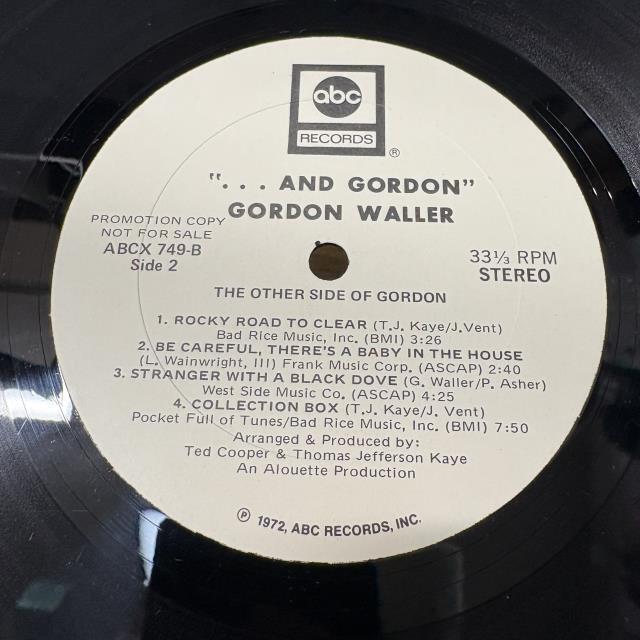 abc
RECORDS ®
". . . AND GORDON"
GORDON WALLER
PROMOTION COPY
NOT FOR SALE
ABCX 749-B
Side 2
33⅓ RPM
STEREO
THE OTHER SIDE OF GORDON
1. ROCKY ROAD TO CLEAR (T.J. Kaye/J.Vent)
Bad Rice Music, Inc. (BMI) 3:26
2. BE CAREFUL, THERE'S A BABY IN THE HOUSE
(L. Wainwright, III) Frank Music Corp. (ASCAP) 2:40
3. STRANGER WITH A BLACK DOVE (G. Waller/P. Asher)
West Side Music Co. (ASCAP) 4:25
4. COLLECTION BOX (T.J. Kaye/J. Vent)
Pocket Full of Tunes/Bad Rice Music, Inc. (BMI) 7:50
Arranged & Produced by:
Ted Cooper & Thomas Jefferson Kaye
An Alouette Production
℗ 1972, ABC RECORDS, INC.